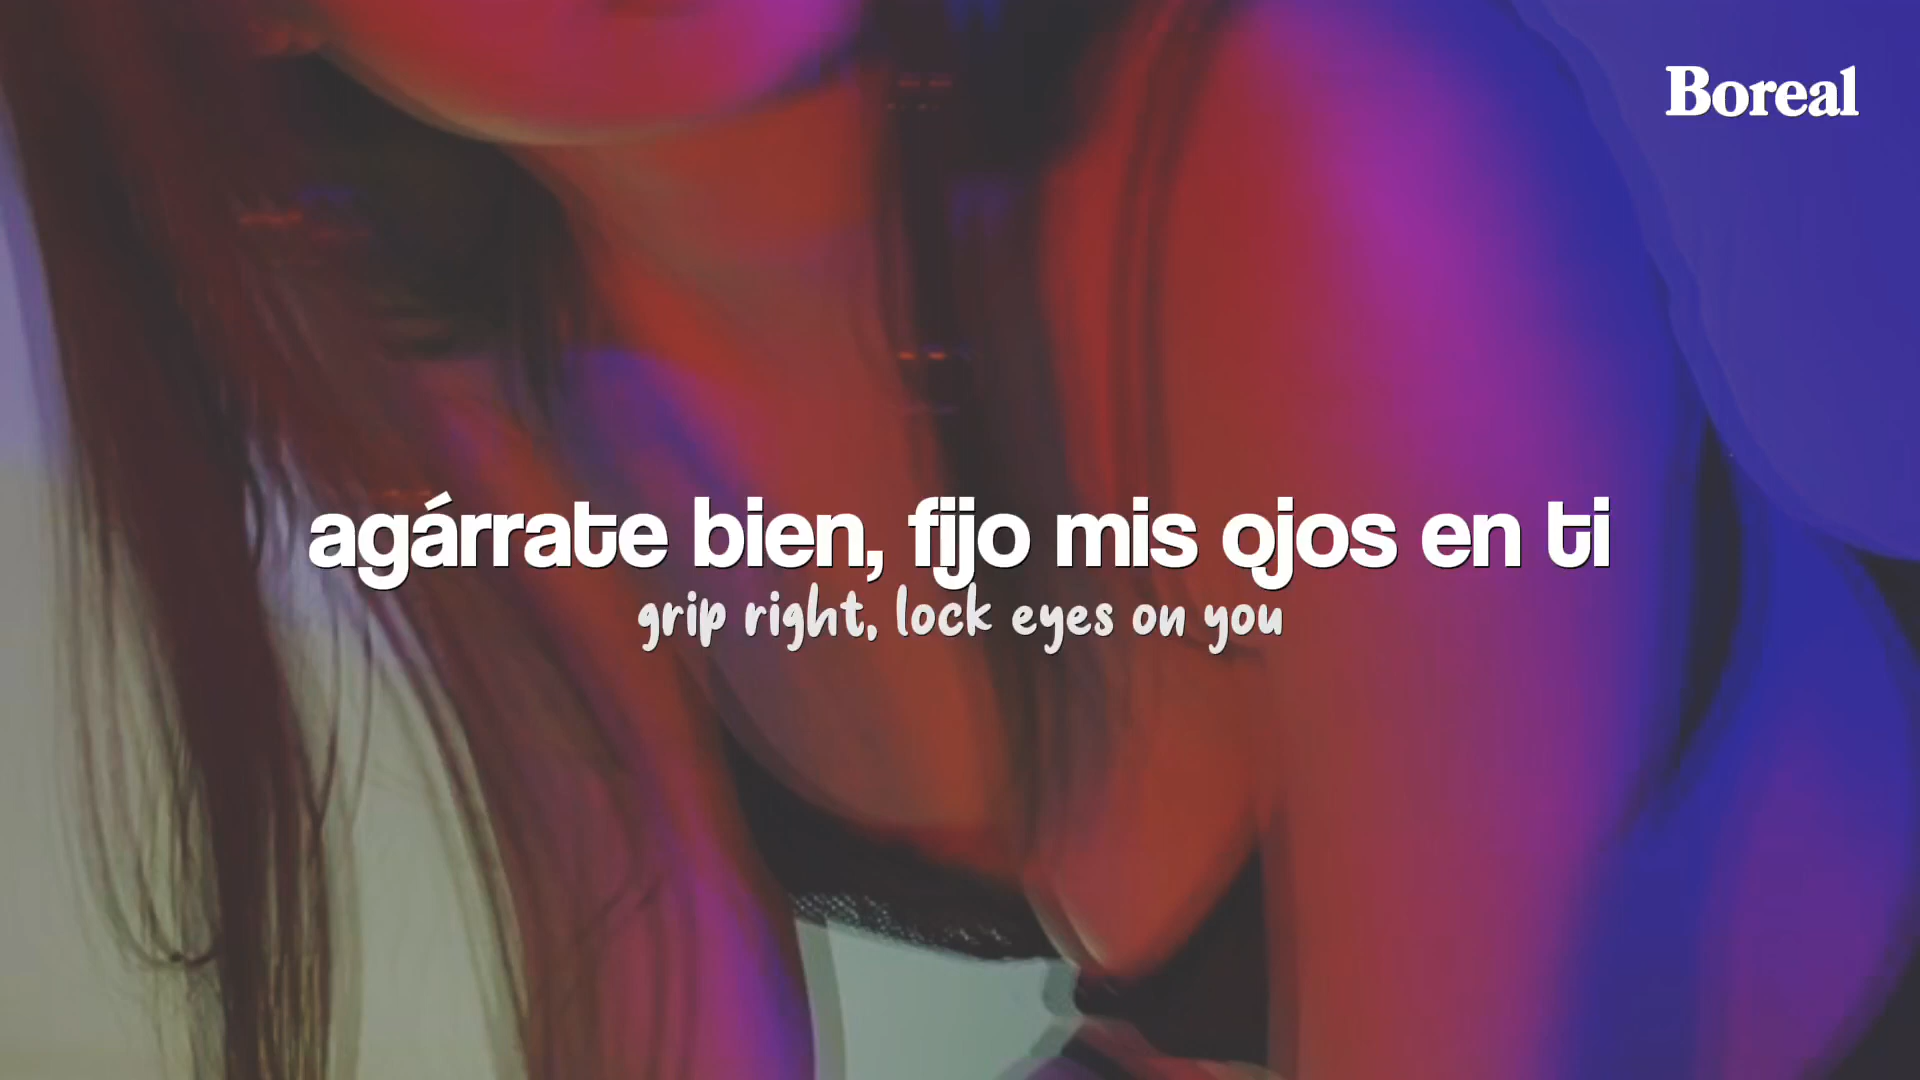 Boreal
agárrate bien, fijo mis ojos en ti
grip right, lock eyes on you